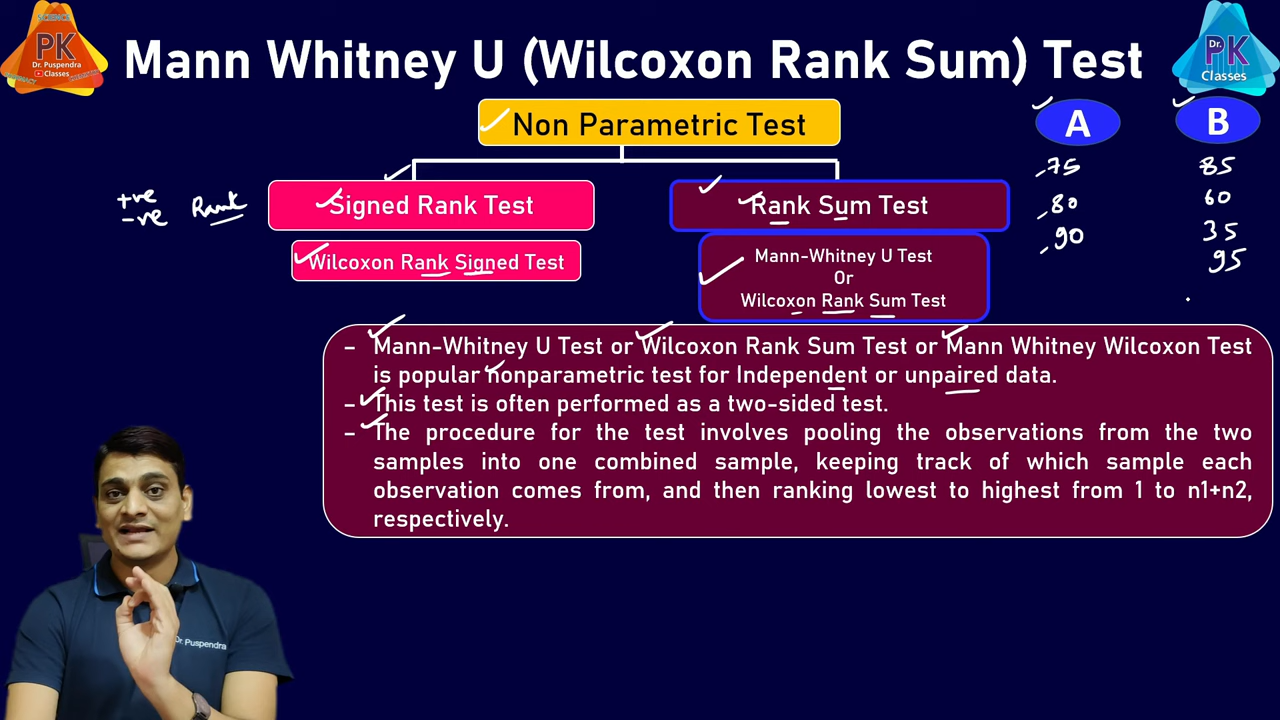 SCIENCE
PK
Dr. Puspendra
Classes
Mann Whitney U (Wilcoxon Rank Sum) Test
Dr.
PK
Classes
Non Parametric Test
A
B
75
80
90
85
60
35
95
+ve
-ve
Rank
Signed Rank Test
Rank Sum Test
Wilcoxon Rank Signed Test
Mann-Whitney U Test
Or
Wilcoxon Rank Sum Test
- Mann-Whitney U Test or Wilcoxon Rank Sum Test or Mann Whitney Wilcoxon Test
is popular nonparametric test for Independent or unpaired data.
- This test is often performed as a two-sided test.
- The procedure for the test involves pooling the observations from the two
samples into one combined sample, keeping track of which sample each
observation comes from, and then ranking lowest to highest from 1 to n1+n2,
respectively.
Dr. Puspendra